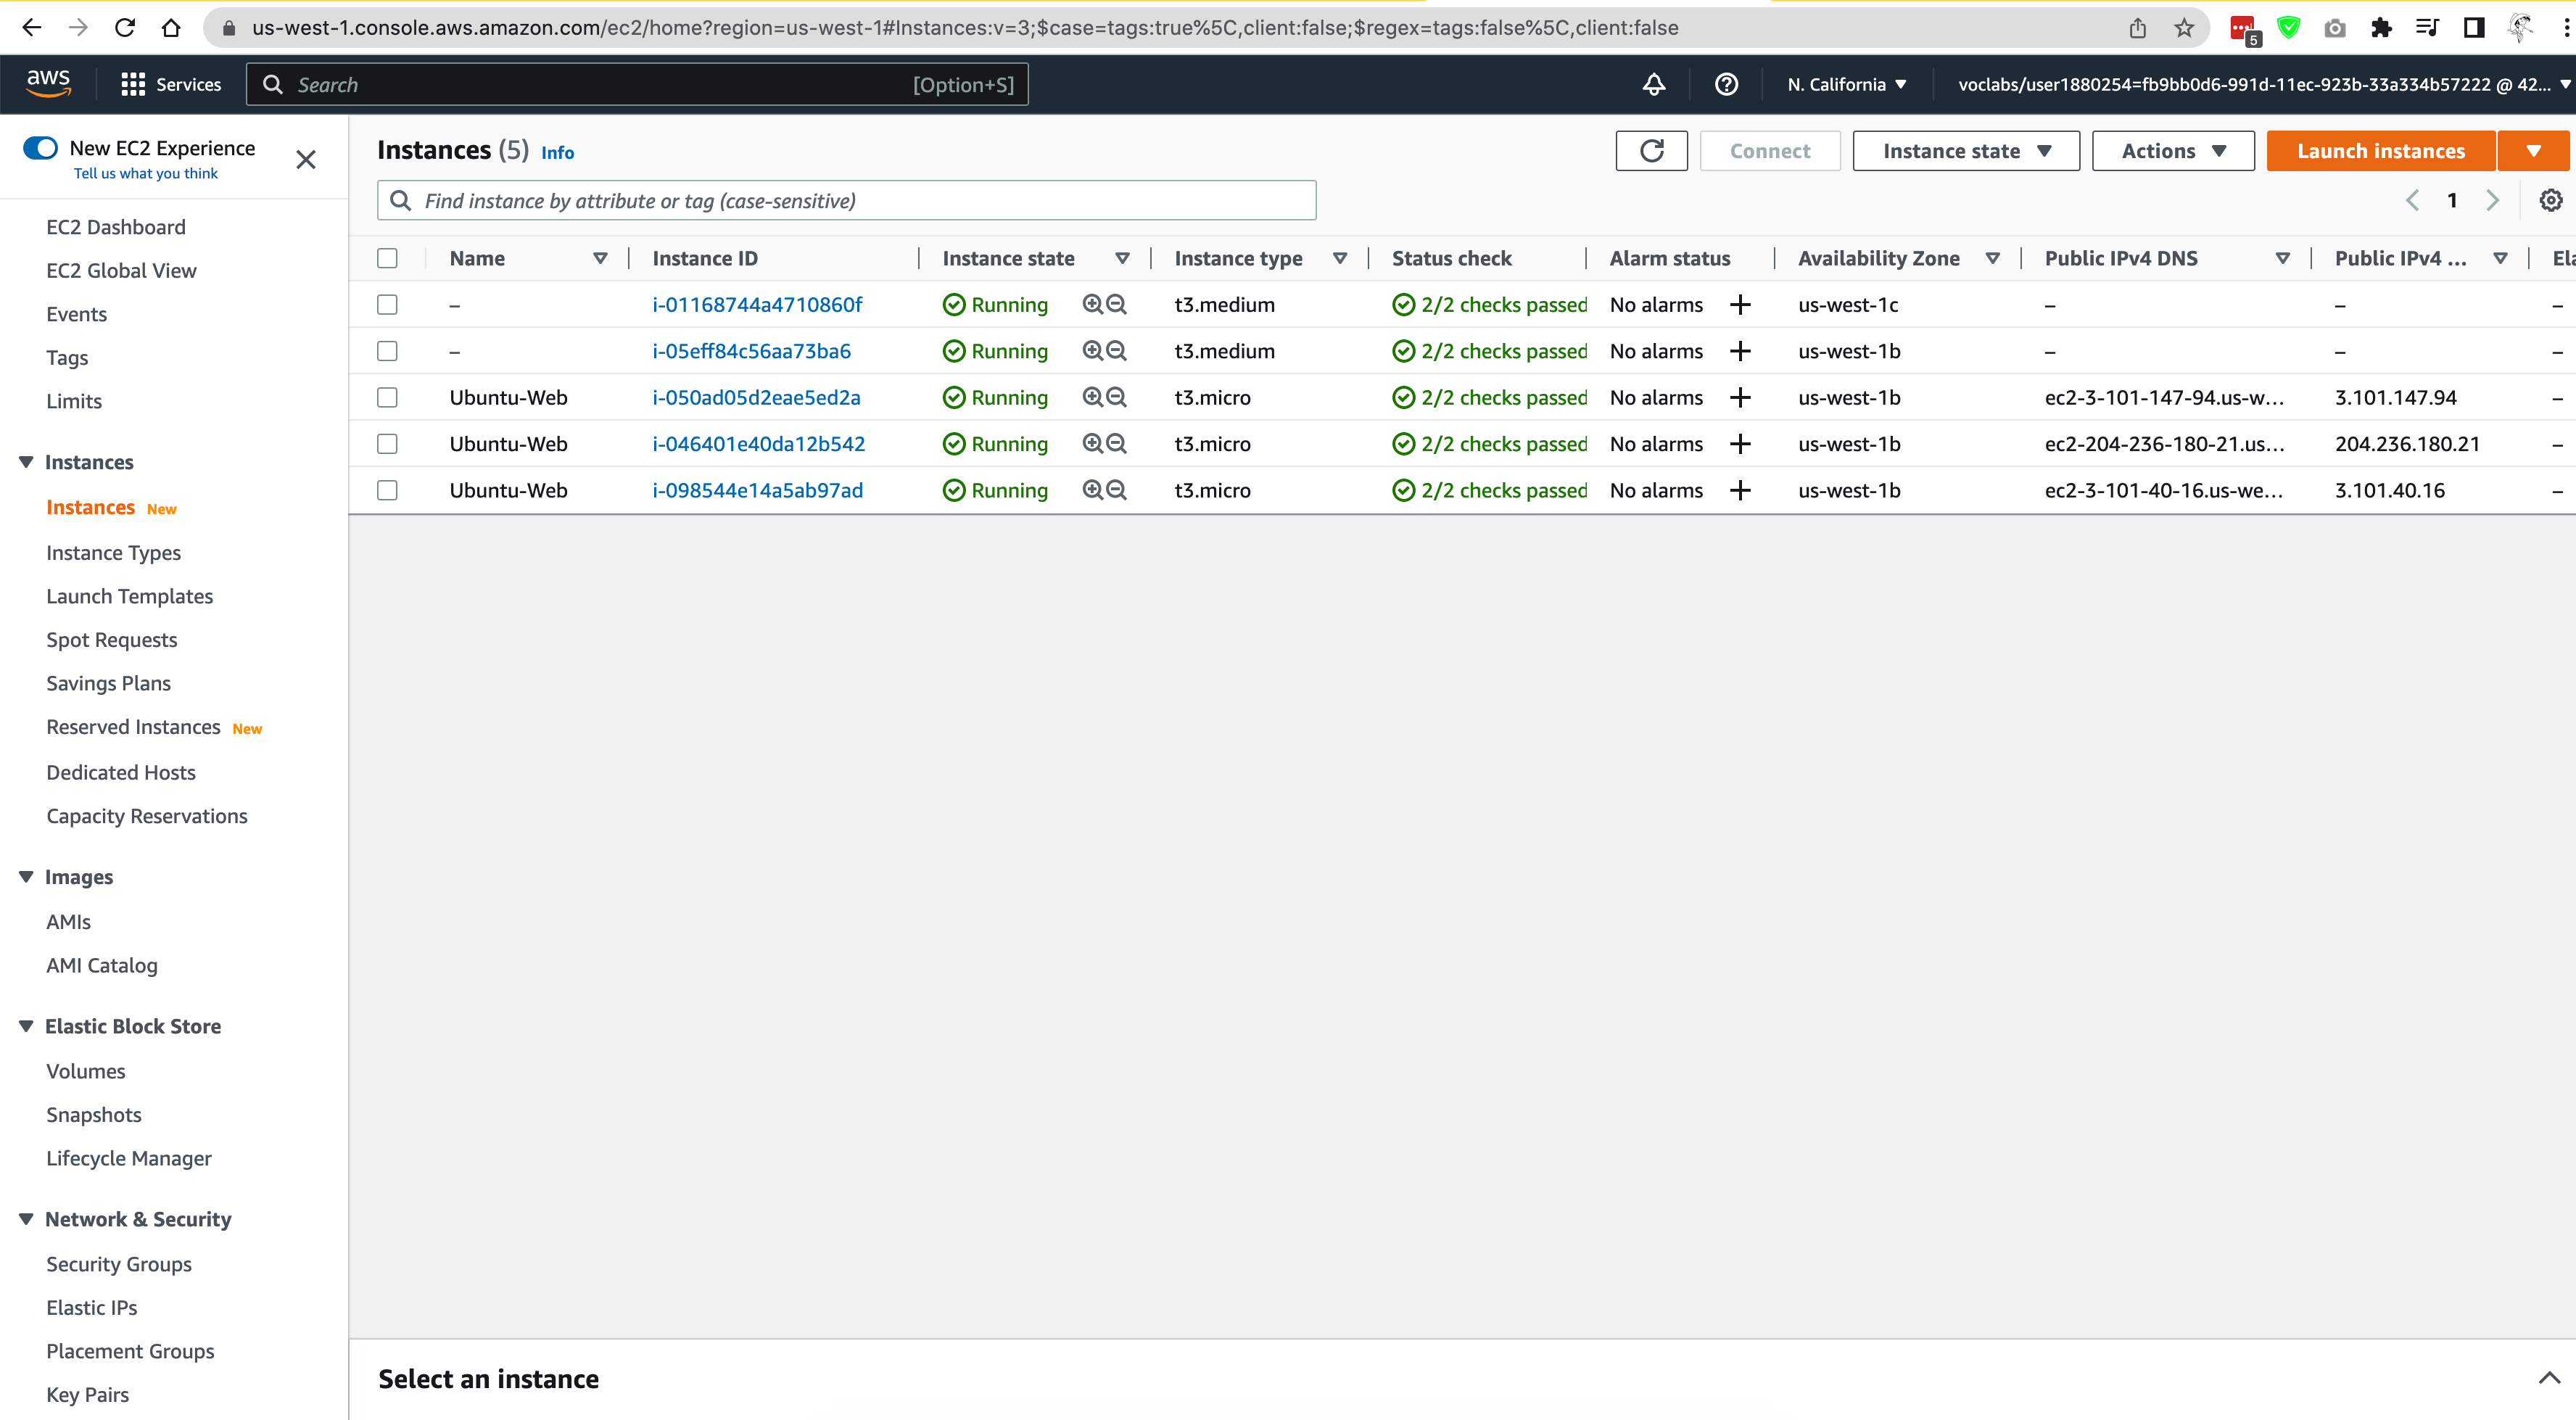 us-west-1.console.aws.amazon.com/ec2/home?region=us-west-1#Instances:v=3;$case=tags:true%5C,client:false;$regex=tags:false%5C,client:false
5
aws Services Search [Option+S] N. California voclabs/user1880254=fb9bb0d6-991d-11ec-923b-33a334b57222 @ 42...
New EC2 Experience
Tell us what you think
EC2 Dashboard
EC2 Global View
Events
Tags
Limits
Instances
Instances New
Instance Types
Launch Templates
Spot Requests
Savings Plans
Reserved Instances New
Dedicated Hosts
Capacity Reservations
Images
AMIs
AMI Catalog
Elastic Block Store
Volumes
Snapshots
Lifecycle Manager
Network & Security
Security Groups
Elastic IPs
Placement Groups
Key Pairs
Instances (5) Info Connect Instance state Actions Launch instances
Find instance by attribute or tag (case-sensitive) 1
Name Instance ID Instance state Instance type Status check Alarm status Availability Zone Public IPv4 DNS Public IPv4 ... Ela
– i-01168744a4710860f Running t3.medium 2/2 checks passed No alarms + us-west-1c – – –
– i-05eff84c56aa73ba6 Running t3.medium 2/2 checks passed No alarms + us-west-1b – – –
Ubuntu-Web i-050ad05d2eae5ed2a Running t3.micro 2/2 checks passed No alarms + us-west-1b ec2-3-101-147-94.us-w... 3.101.147.94 –
Ubuntu-Web i-046401e40da12b542 Running t3.micro 2/2 checks passed No alarms + us-west-1b ec2-204-236-180-21.us... 204.236.180.21 –
Ubuntu-Web i-098544e14a5ab97ad Running t3.micro 2/2 checks passed No alarms + us-west-1b ec2-3-101-40-16.us-we... 3.101.40.16 –
Select an instance